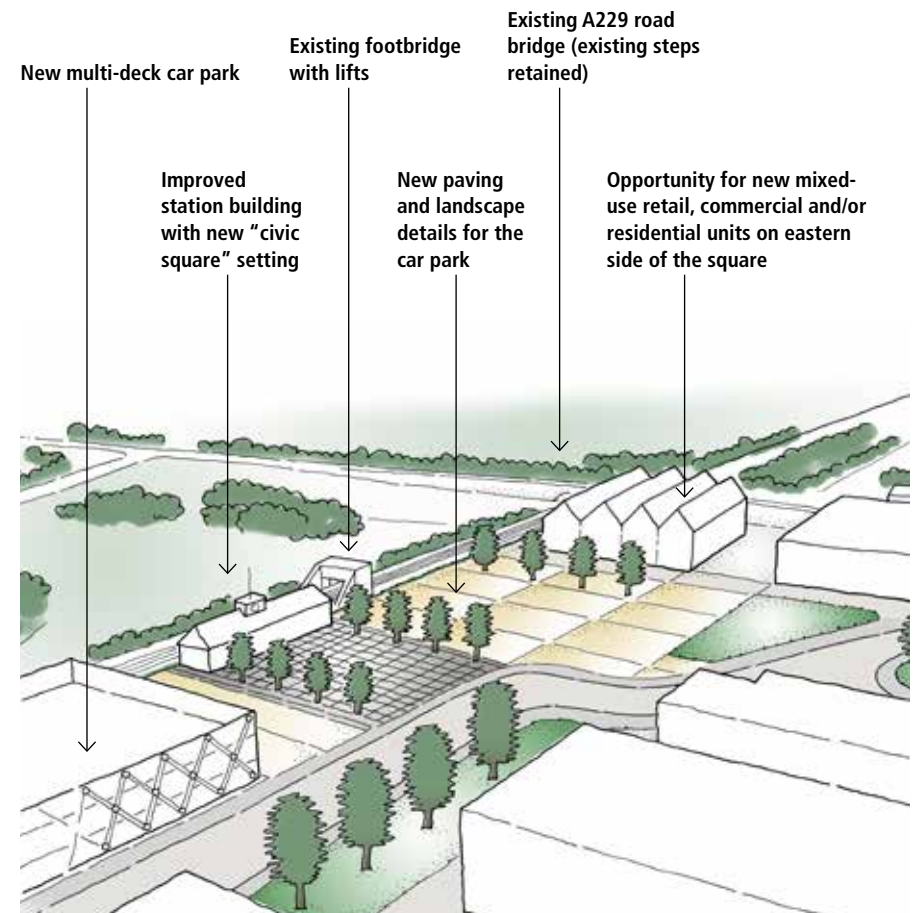 New multi-deck car park
Existing footbridge
with lifts
Existing A229 road
bridge (existing steps
retained)
Improved
station building
with new “civic
square” setting
New paving
and landscape
details for the
car park
Opportunity for new mixed-
use retail, commercial and/or
residential units on eastern
side of the square